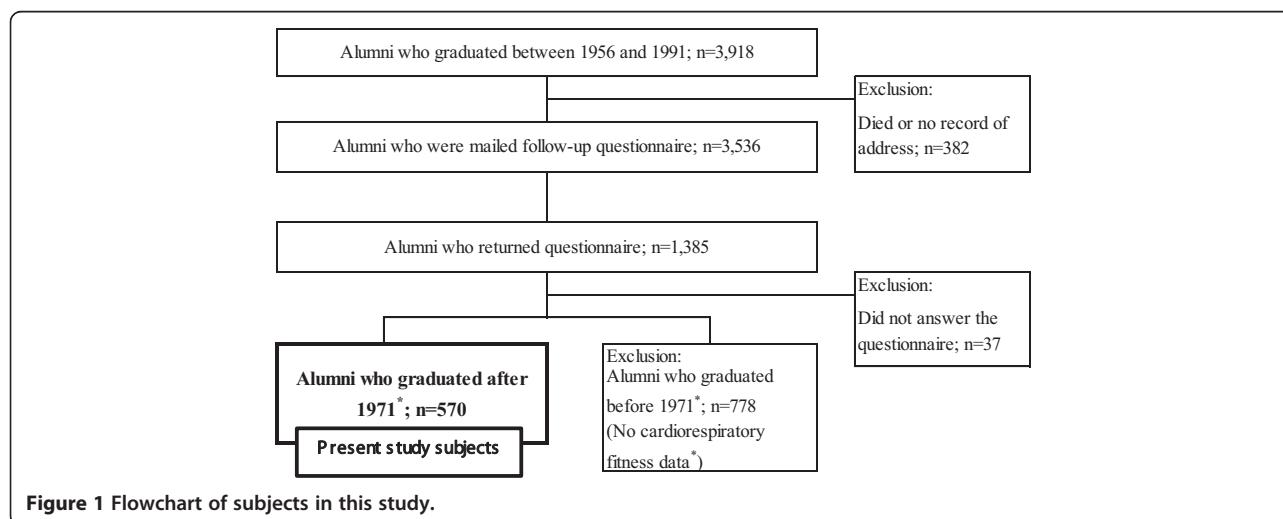 Alumni who graduated between 1956 and 1991; n=3,918
Exclusion:
Died or no record of
address; n=382
Alumni who were mailed follow-up questionnaire; n=3,536
Alumni who returned questionnaire; n=1,385
Exclusion:
Did not answer the
questionnaire; n=37
Alumni who graduated after
1971*; n=570
Present study subjects
Exclusion:
Alumni who graduated
before 1971*; n=778
(No cardiorespiratory
fitness data*)
Figure 1 Flowchart of subjects in this study.